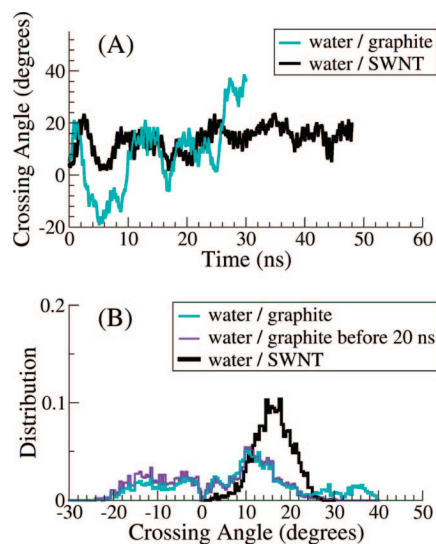 (A)
water / graphite
water / SWNT
Crossing Angle (degrees)
40
20
0
-20
0 10 20 30 40 50 60
Time (ns)
(B)
water / graphite
water / graphite before 20 ns
water / SWNT
Distribution
0.2
0.1
0
-30 -20 -10 0 10 20 30 40 50
Crossing Angle (degrees)